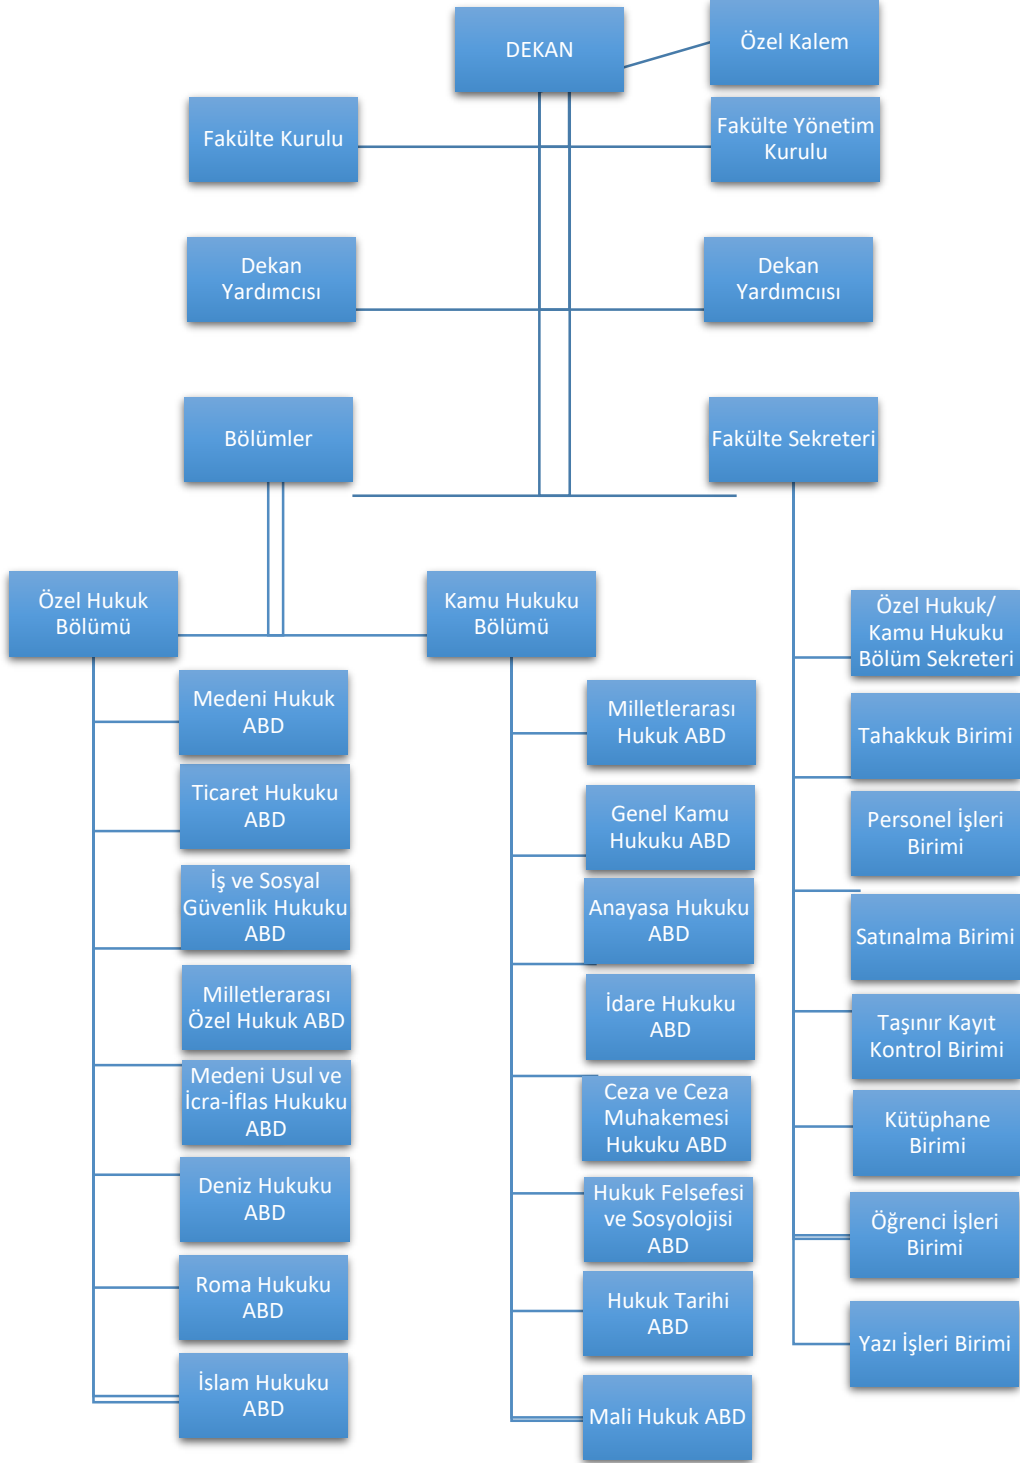 DEKAN
Özel Kalem
Fakülte Kurulu
Fakülte Yönetim
Kurulu
Dekan
Yardımcısı
Dekan
Yardımcıısı
Bölümler
Fakülte Sekreteri
Özel Hukuk
Bölümü
Kamu Hukuku
Bölümü
Medeni Hukuk
ABD
Ticaret Hukuku
ABD
İş ve Sosyal
Güvenlik Hukuku
ABD
Milletlerarası
Özel Hukuk ABD
Medeni Usul ve
İcra-İflas Hukuku
ABD
Deniz Hukuku
ABD
Roma Hukuku
ABD
İslam Hukuku
ABD
Milletlerarası
Hukuk ABD
Genel Kamu
Hukuku ABD
Anayasa Hukuku
ABD
İdare Hukuku
ABD
Ceza ve Ceza
Muhakemesi
Hukuku ABD
Hukuk Felsefesi
ve Sosyolojisi
ABD
Hukuk Tarihi
ABD
Mali Hukuk ABD
Özel Hukuk/
Kamu Hukuku
Bölüm Sekreteri
Tahakkuk Birimi
Personel İşleri
Birimi
Satınalma Birimi
Taşınır Kayıt
Kontrol Birimi
Kütüphane
Birimi
Öğrenci İşleri
Birimi
Yazı İşleri Birimi